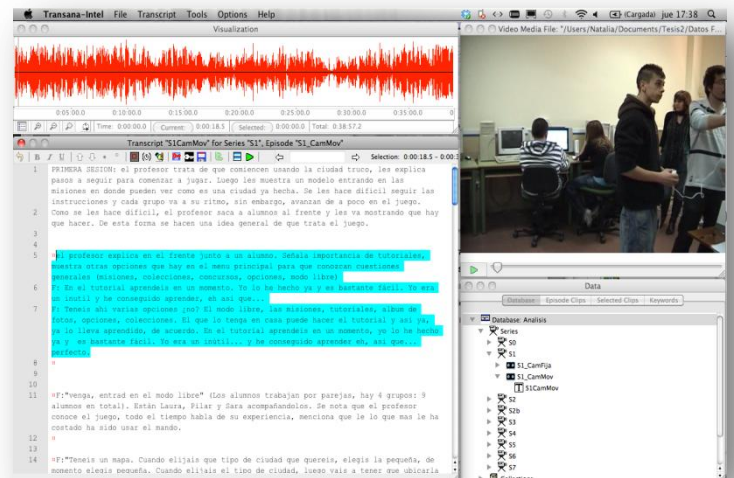 Transana-Intel File Transcript Tools Options Help
(Cargada) jue 17:38
Visualization
0:05:00.0 0:10:00.0 0:15:00.0 0:20:00.0 0:25:00.0 0:30:00.0 0:35:00.0
Time: 0:00:00.0 Current: 0:00:18.5 Selected: 0:00:00.0 Total: 0:38:57.2
Video Media File: "/Users/Natalia/Documents/Tesis2/Datos F...
Transcript "S1CamMov" for Series "S1", Episode "S1_CamMov"
Selection: 0:00:18.5 -
1 PRIMERA SESION: el profesor trata de que comiencen usando la ciudad truco, les explica
pasos a seguir para comenzar a jugar. Luego les muestra un modelo entrando en las
misiones en donde pueden ver como es una ciudad ya hecha. Se les hace dificil seguir las
instrucciones y cada grupo va a su ritmo, sin embargo, avanzan de a poco en el juego.
2 Como se les hace dificil, el profesor saca a alumnos al frente y les va mostrando que hay
que hacer. De esta forma se hacen una idea general de que trata el juego.
3
4
5 ¤el profesor explica en el frente junto a un alumno. Señala importancia de tutoriales,
muestra otras opciones que hay en el menu principal para que conozcan cuestiones
generales (misiones, colecciones, concursos, opciones, modo libre)
6 F: En el tutorial aprendeis en un momento. Yo lo he hecho ya y es bastante fácil. Yo era
un inutil y he conseguido aprender, eh asi que...
7 F: Teneis ahi varias opciones ¿no? El modo libre, las misiones, tutoriales, album de
fotos, opciones, colecciones. El que lo tenga en casa puede hacer el tutorial y asi ya,
ya lo lleva aprendido, de acuerdo. En el tutorial aprendeis en un momento, yo lo he hecho
ya y es bastante fácil. Yo era un inutil... y he conseguido aprender eh, asi que...
perfecto.
8 ¤
9
10
11 ¤F:"venga, entrad en el modo libre" (Los alumnos trabajan por parejas, hay 4 grupos: 9
alumnos en total). Están Laura, Pilar y Sara acompañandolos. Se nota que el profesor
conoce el juego, todo el tiempo habla de su experiencia, menciona que le lo que mas le ha
costado ha sido usar el mando.
12 ¤
13
14 ¤F:"Teneis un mapa. Cuando elijais que tipo de ciudad que quereis, elegis la pequeña, de
momento elegis pequeña. Cuando elijais el tipo de ciudad, luego vais a tener que ubicarla
Data
Database Episode Clips Selected Clips Keywords
Database: Analisis
Series
S0
S1
S1_CamFija
S1_CamMov
S1CamMov
S2
S2b
S3
S4
S5
S6
S7